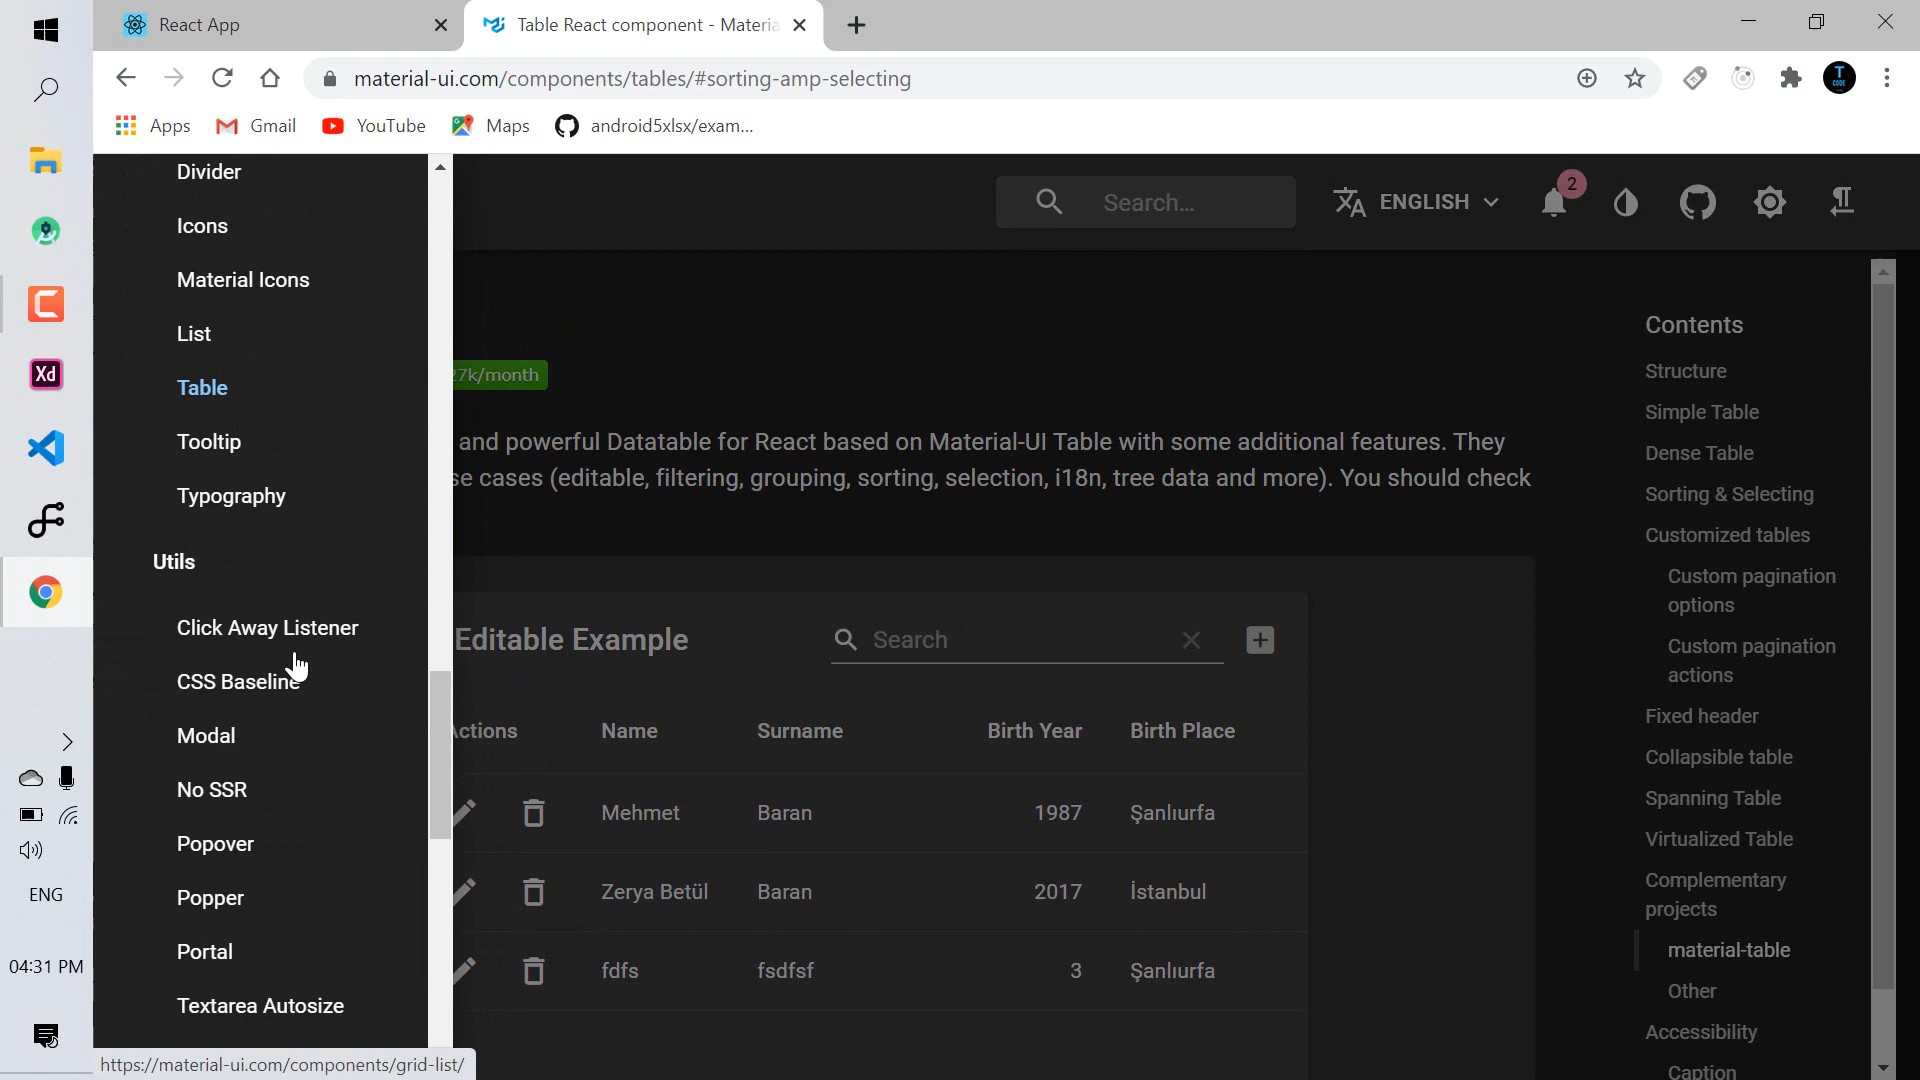 React App
Table React component - Materia
material-ui.com/components/tables/#sorting-amp-selecting
T
CODE
Apps
Gmail
YouTube
Maps
android5xlsx/exam...
Divider
Icons
Material Icons
List
Table
Tooltip
Typography
Utils
Click Away Listener
CSS Baseline
Modal
No SSR
Popover
Popper
Portal
Textarea Autosize
Search...
ENGLISH
2
27k/month
and powerful Datatable for React based on Material-UI Table with some additional features. They
se cases (editable, filtering, grouping, sorting, selection, i18n, tree data and more). You should check
Editable Example
Search
Actions Name Surname Birth Year Birth Place
Mehmet Baran 1987 Şanlıurfa
Zerya Betül Baran 2017 İstanbul
fdfs fsdfsf 3 Şanlıurfa
Contents
Structure
Simple Table
Dense Table
Sorting & Selecting
Customized tables
Custom pagination
options
Custom pagination
actions
Fixed header
Collapsible table
Spanning Table
Virtualized Table
Complementary
projects
material-table
Other
Accessibility
Caption
Xd
ENG
04:31 PM
https://material-ui.com/components/grid-list/